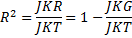 R² = JKR/JKT = 1 − JKG/JKT